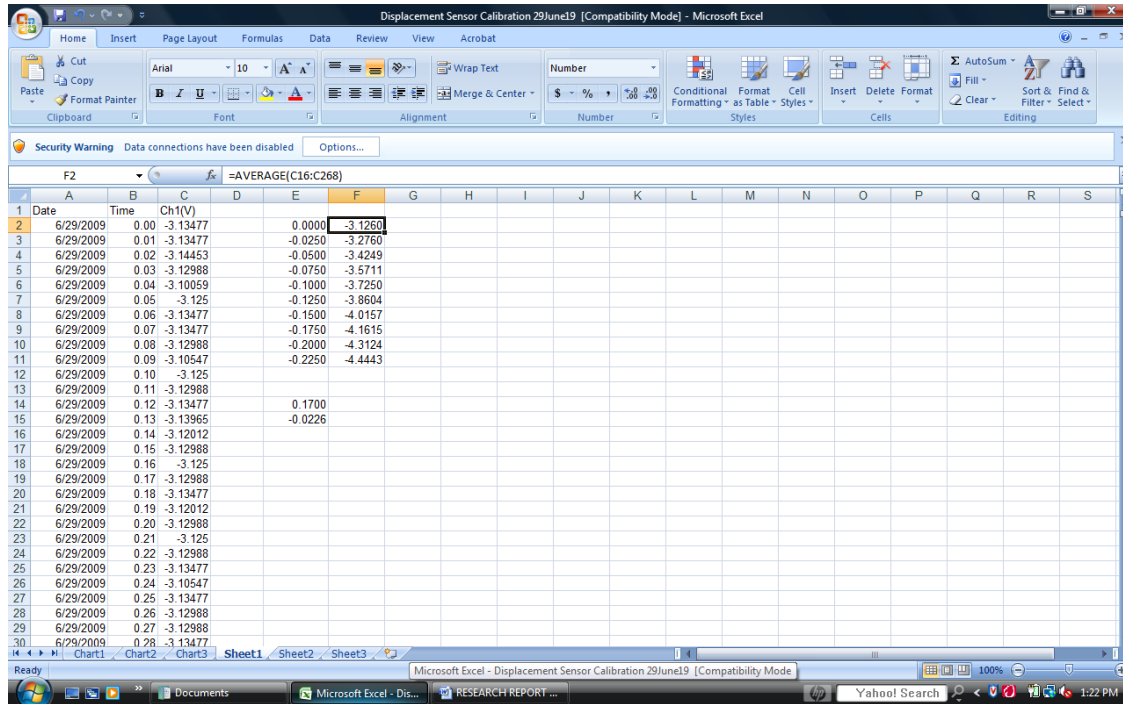 Displacement Sensor Calibration 29June19 [Compatibility Mode] - Microsoft Excel
Home Insert Page Layout Formulas Data Review View Acrobat
Paste
Cut
Copy
Format Painter
Clipboard
Arial 10
B I U
Font
Wrap Text
Merge & Center
Alignment
Number
$ % ,
Number
Conditional Formatting
Format as Table
Cell Styles
Styles
Insert Delete Format
Cells
Σ AutoSum
Fill
Clear
Sort & Filter
Find & Select
Editing
Security Warning Data connections have been disabled Options...
F2 fx =AVERAGE(C16:C268)
A B C D E F G H I J K L M N O P Q R S
1 Date Time Ch1(V)
2 6/29/2009 0.00 -3.13477 0.0000 -3.1260
3 6/29/2009 0.01 -3.13477 -0.0250 -3.2760
4 6/29/2009 0.02 -3.14453 -0.0500 -3.4249
5 6/29/2009 0.03 -3.12988 -0.0750 -3.5711
6 6/29/2009 0.04 -3.10059 -0.1000 -3.7250
7 6/29/2009 0.05 -3.125 -0.1250 -3.8604
8 6/29/2009 0.06 -3.13477 -0.1500 -4.0157
9 6/29/2009 0.07 -3.13477 -0.1750 -4.1615
10 6/29/2009 0.08 -3.12988 -0.2000 -4.3124
11 6/29/2009 0.09 -3.10547 -0.2250 -4.4443
12 6/29/2009 0.10 -3.125
13 6/29/2009 0.11 -3.12988
14 6/29/2009 0.12 -3.13477 0.1700
15 6/29/2009 0.13 -3.13965 -0.0226
16 6/29/2009 0.14 -3.12012
17 6/29/2009 0.15 -3.12988
18 6/29/2009 0.16 -3.125
19 6/29/2009 0.17 -3.12988
20 6/29/2009 0.18 -3.13477
21 6/29/2009 0.19 -3.12012
22 6/29/2009 0.20 -3.12988
23 6/29/2009 0.21 -3.125
24 6/29/2009 0.22 -3.12988
25 6/29/2009 0.23 -3.13477
26 6/29/2009 0.24 -3.10547
27 6/29/2009 0.25 -3.13477
28 6/29/2009 0.26 -3.12988
29 6/29/2009 0.27 -3.12988
30 6/29/2009 0.28 -3.13477
Chart1 Chart2 Chart3 Sheet1 Sheet2 Sheet3
Ready
Microsoft Excel - Displacement Sensor Calibration 29June19 [Compatibility Mode
100%
Documents
Microsoft Excel - Dis...
RESEARCH REPORT ...
hp
Yahoo! Search
1:22 PM